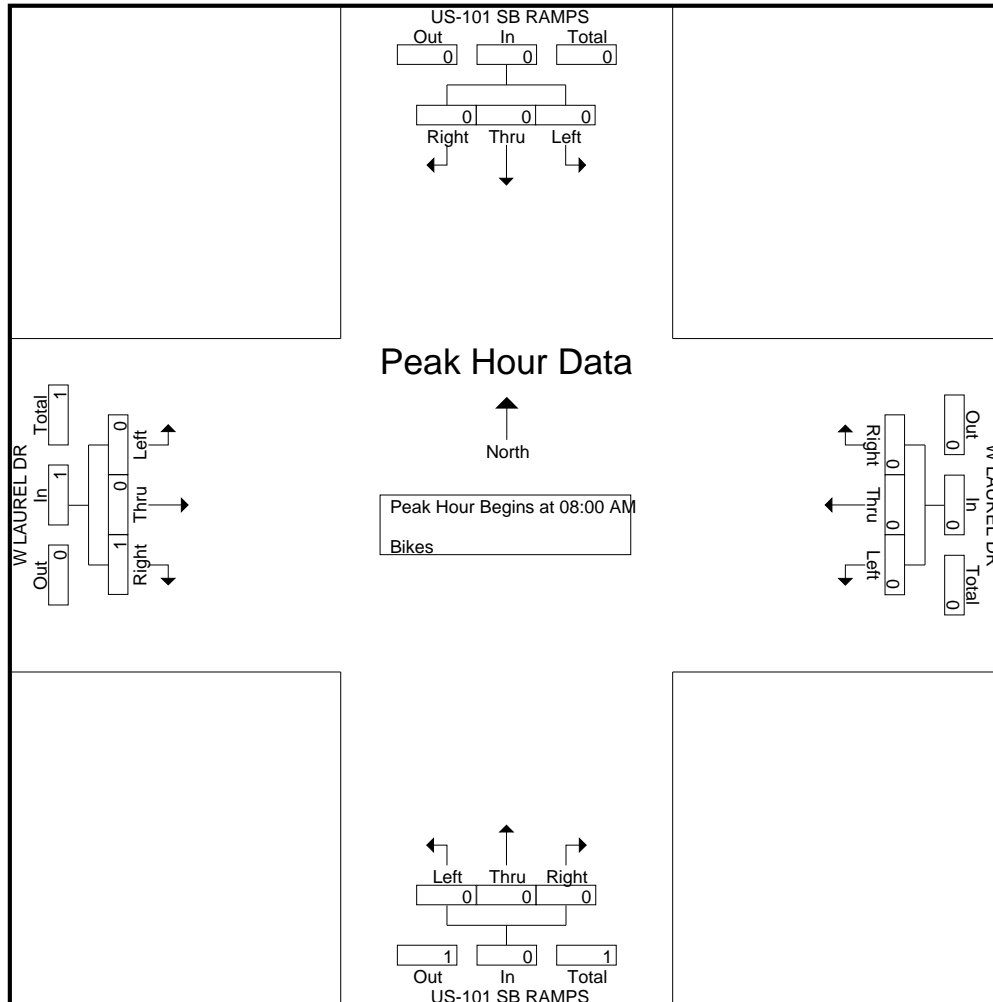 US-101 SB RAMPS
Out In Total
0 0 0
0 0 0
Right Thru Left
Peak Hour Data
North
Peak Hour Begins at 08:00 AM
Bikes
W LAUREL DR
Total In Out
1 1 0
0 0 1
Left Thru Right
W LAUREL DR
Out In Total
0 0 0
Right Thru Left
0 0 0
Left Thru Right
0 0 0
1 0 1
Out In Total
US-101 SB RAMPS